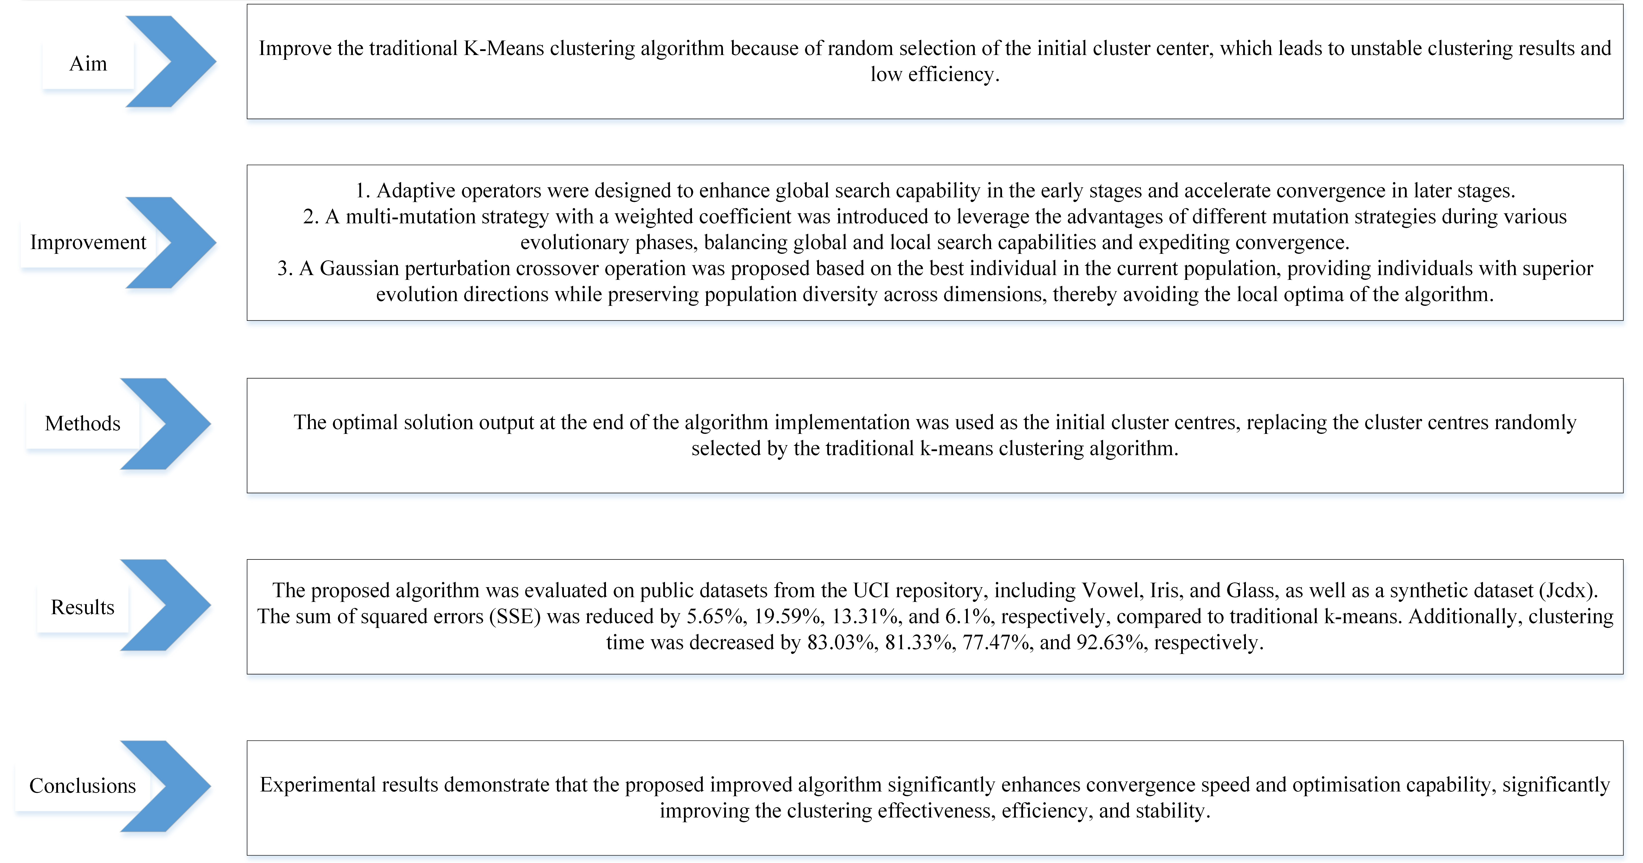 Aim
Improve the traditional K-Means clustering algorithm because of random selection of the initial cluster center, which leads to unstable clustering results and
low efficiency.
Improvement
1. Adaptive operators were designed to enhance global search capability in the early stages and accelerate convergence in later stages.
2. A multi-mutation strategy with a weighted coefficient was introduced to leverage the advantages of different mutation strategies during various
evolutionary phases, balancing global and local search capabilities and expediting convergence.
3. A Gaussian perturbation crossover operation was proposed based on the best individual in the current population, providing individuals with superior
evolution directions while preserving population diversity across dimensions, thereby avoiding the local optima of the algorithm.
Methods
The optimal solution output at the end of the algorithm implementation was used as the initial cluster centres, replacing the cluster centres randomly
selected by the traditional k-means clustering algorithm.
Results
The proposed algorithm was evaluated on public datasets from the UCI repository, including Vowel, Iris, and Glass, as well as a synthetic dataset (Jcdx).
The sum of squared errors (SSE) was reduced by 5.65%, 19.59%, 13.31%, and 6.1%, respectively, compared to traditional k-means. Additionally, clustering
time was decreased by 83.03%, 81.33%, 77.47%, and 92.63%, respectively.
Conclusions
Experimental results demonstrate that the proposed improved algorithm significantly enhances convergence speed and optimisation capability, significantly
improving the clustering effectiveness, efficiency, and stability.